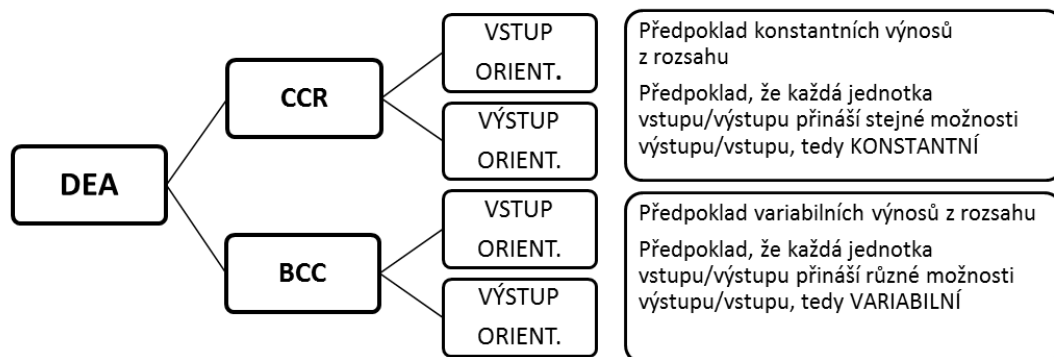 DEA
CCR
VSTUP
ORIENT.
VÝSTUP
ORIENT.
Předpoklad konstantních výnosů
z rozsahu
Předpoklad, že každá jednotka
vstupu/výstupu přináší stejné možnosti
výstupu/vstupu, tedy KONSTANTNÍ
BCC
VSTUP
ORIENT.
VÝSTUP
ORIENT.
Předpoklad variabilních výnosů z rozsahu
Předpoklad, že každá jednotka
vstupu/výstupu přináší různé možnosti
výstupu/vstupu, tedy VARIABILNÍ